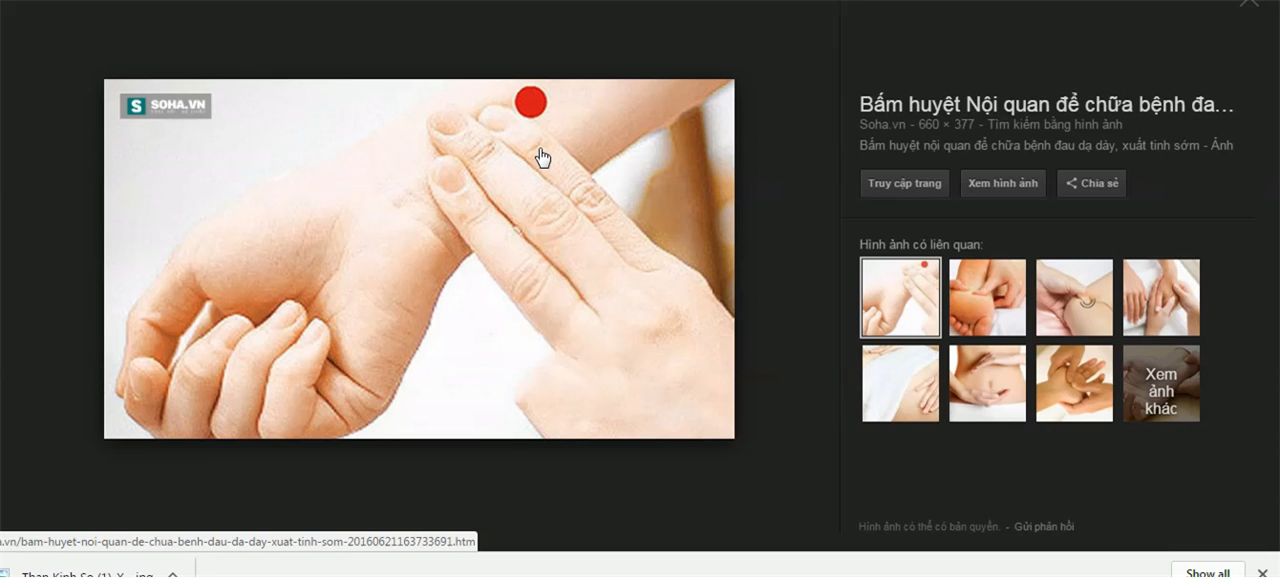 SOHA.VN
Bấm huyệt Nội quan để chữa bệnh đa...
Soha.vn - 660 × 377 - Tìm kiếm bằng hình ảnh
Bấm huyệt nội quan để chữa bệnh đau dạ dày, xuất tinh sớm - Ảnh
Truy cập trang
Xem hình ảnh
Chia sẻ
Hình ảnh có liên quan:
Xem
ảnh
khác
Hình ảnh có thể có bản quyền. - Gửi phản hồi
a.vn/bam-huyet-noi-quan-de-chua-benh-dau-da-day-xuat-tinh-som-20160621163733691.htm
Show all